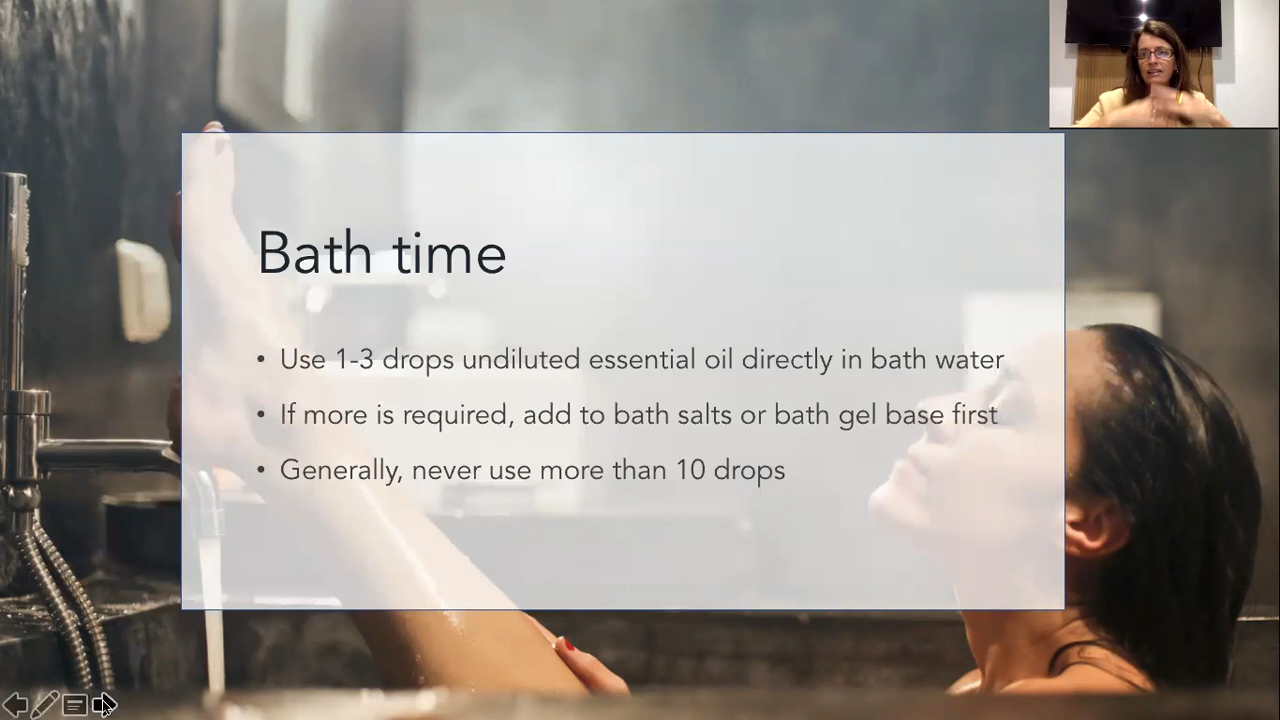 Bath time
• Use 1-3 drops undiluted essential oil directly in bath water
• If more is required, add to bath salts or bath gel base first
• Generally, never use more than 10 drops